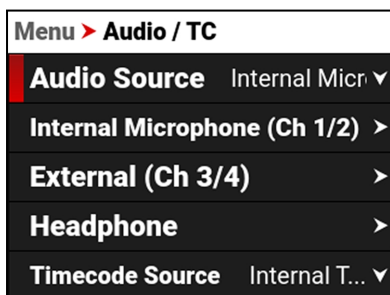 Menu > Audio / TC
Audio Source Internal Micr
Internal Microphone (Ch 1/2) >
External (Ch 3/4) >
Headphone >
Timecode Source Internal T...